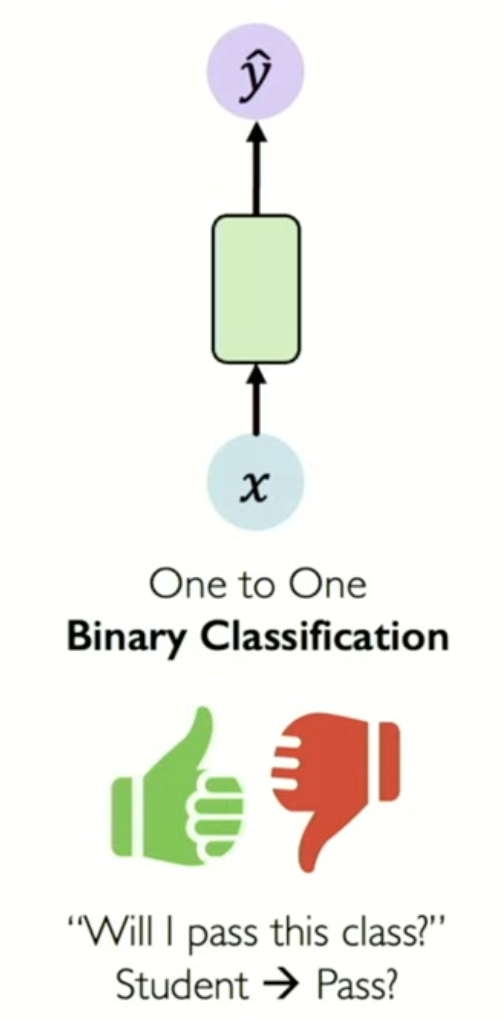 ŷ
x
One to One
Binary Classification
“Will I pass this class?”
Student → Pass?